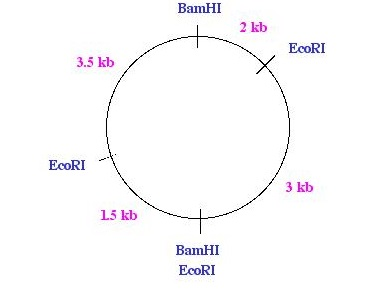 BamHI
2 kb
EcoRI
3.5 kb
EcoRI
3 kb
1.5 kb
BamHI
EcoRI